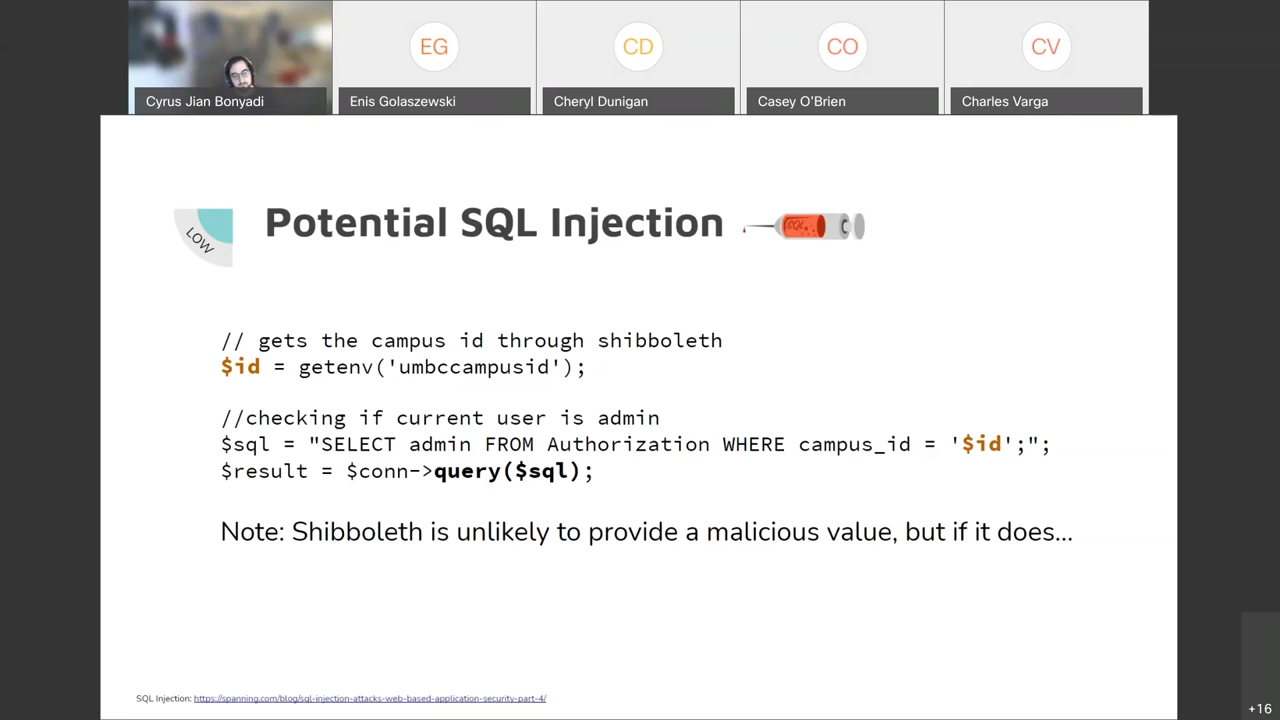 EG
CD
CO
CV
Cyrus Jian Bonyadi
Enis Golaszewski
Cheryl Dunigan
Casey O'Brien
Charles Varga
LOW
Potential SQL Injection
SQL
// gets the campus id through shibboleth
$id = getenv('umbccampusid');
//checking if current user is admin
$sql = "SELECT admin FROM Authorization WHERE campus_id = '$id';";
$result = $conn->query($sql);
Note: Shibboleth is unlikely to provide a malicious value, but if it does...
SQL Injection: https://spanning.com/blog/sql-injection-attacks-web-based-application-security-part-4/
+16